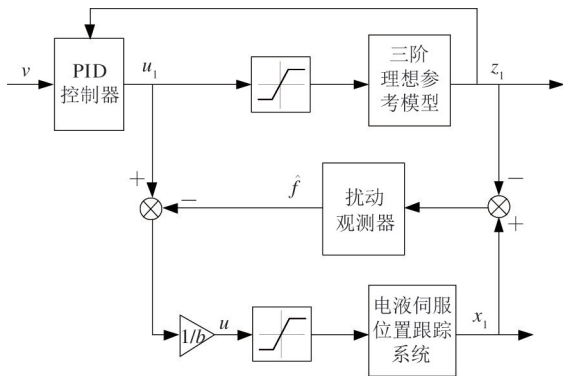 PID
控制器
v
u₁
三阶
理想参
考模型
z₁
+
−
f̂
扰动
观测器
−
+
1/b
u
电液伺服
位置跟踪
系统
x₁